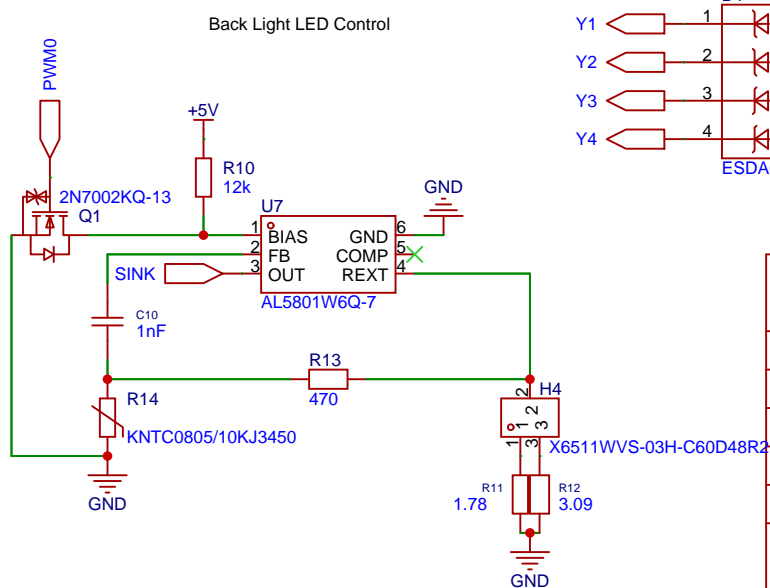 Back Light LED Control
PWM0
+5V
R10
12k
2N7002KQ-13
Q1
U7
GND
1 BIAS
2 FB
3 OUT
GND 6
COMP 5
REXT 4
AL5801W6Q-7
SINK
C10
1nF
R13
470
R14
KNTC0805/10KJ3450
GND
H4
2
2
1
3
1
3
X6511WVS-03H-C60D48R2
R11
1.78
R12
3.09
GND
Y1 1
Y2 2
Y3 3
Y4 4
ESDA